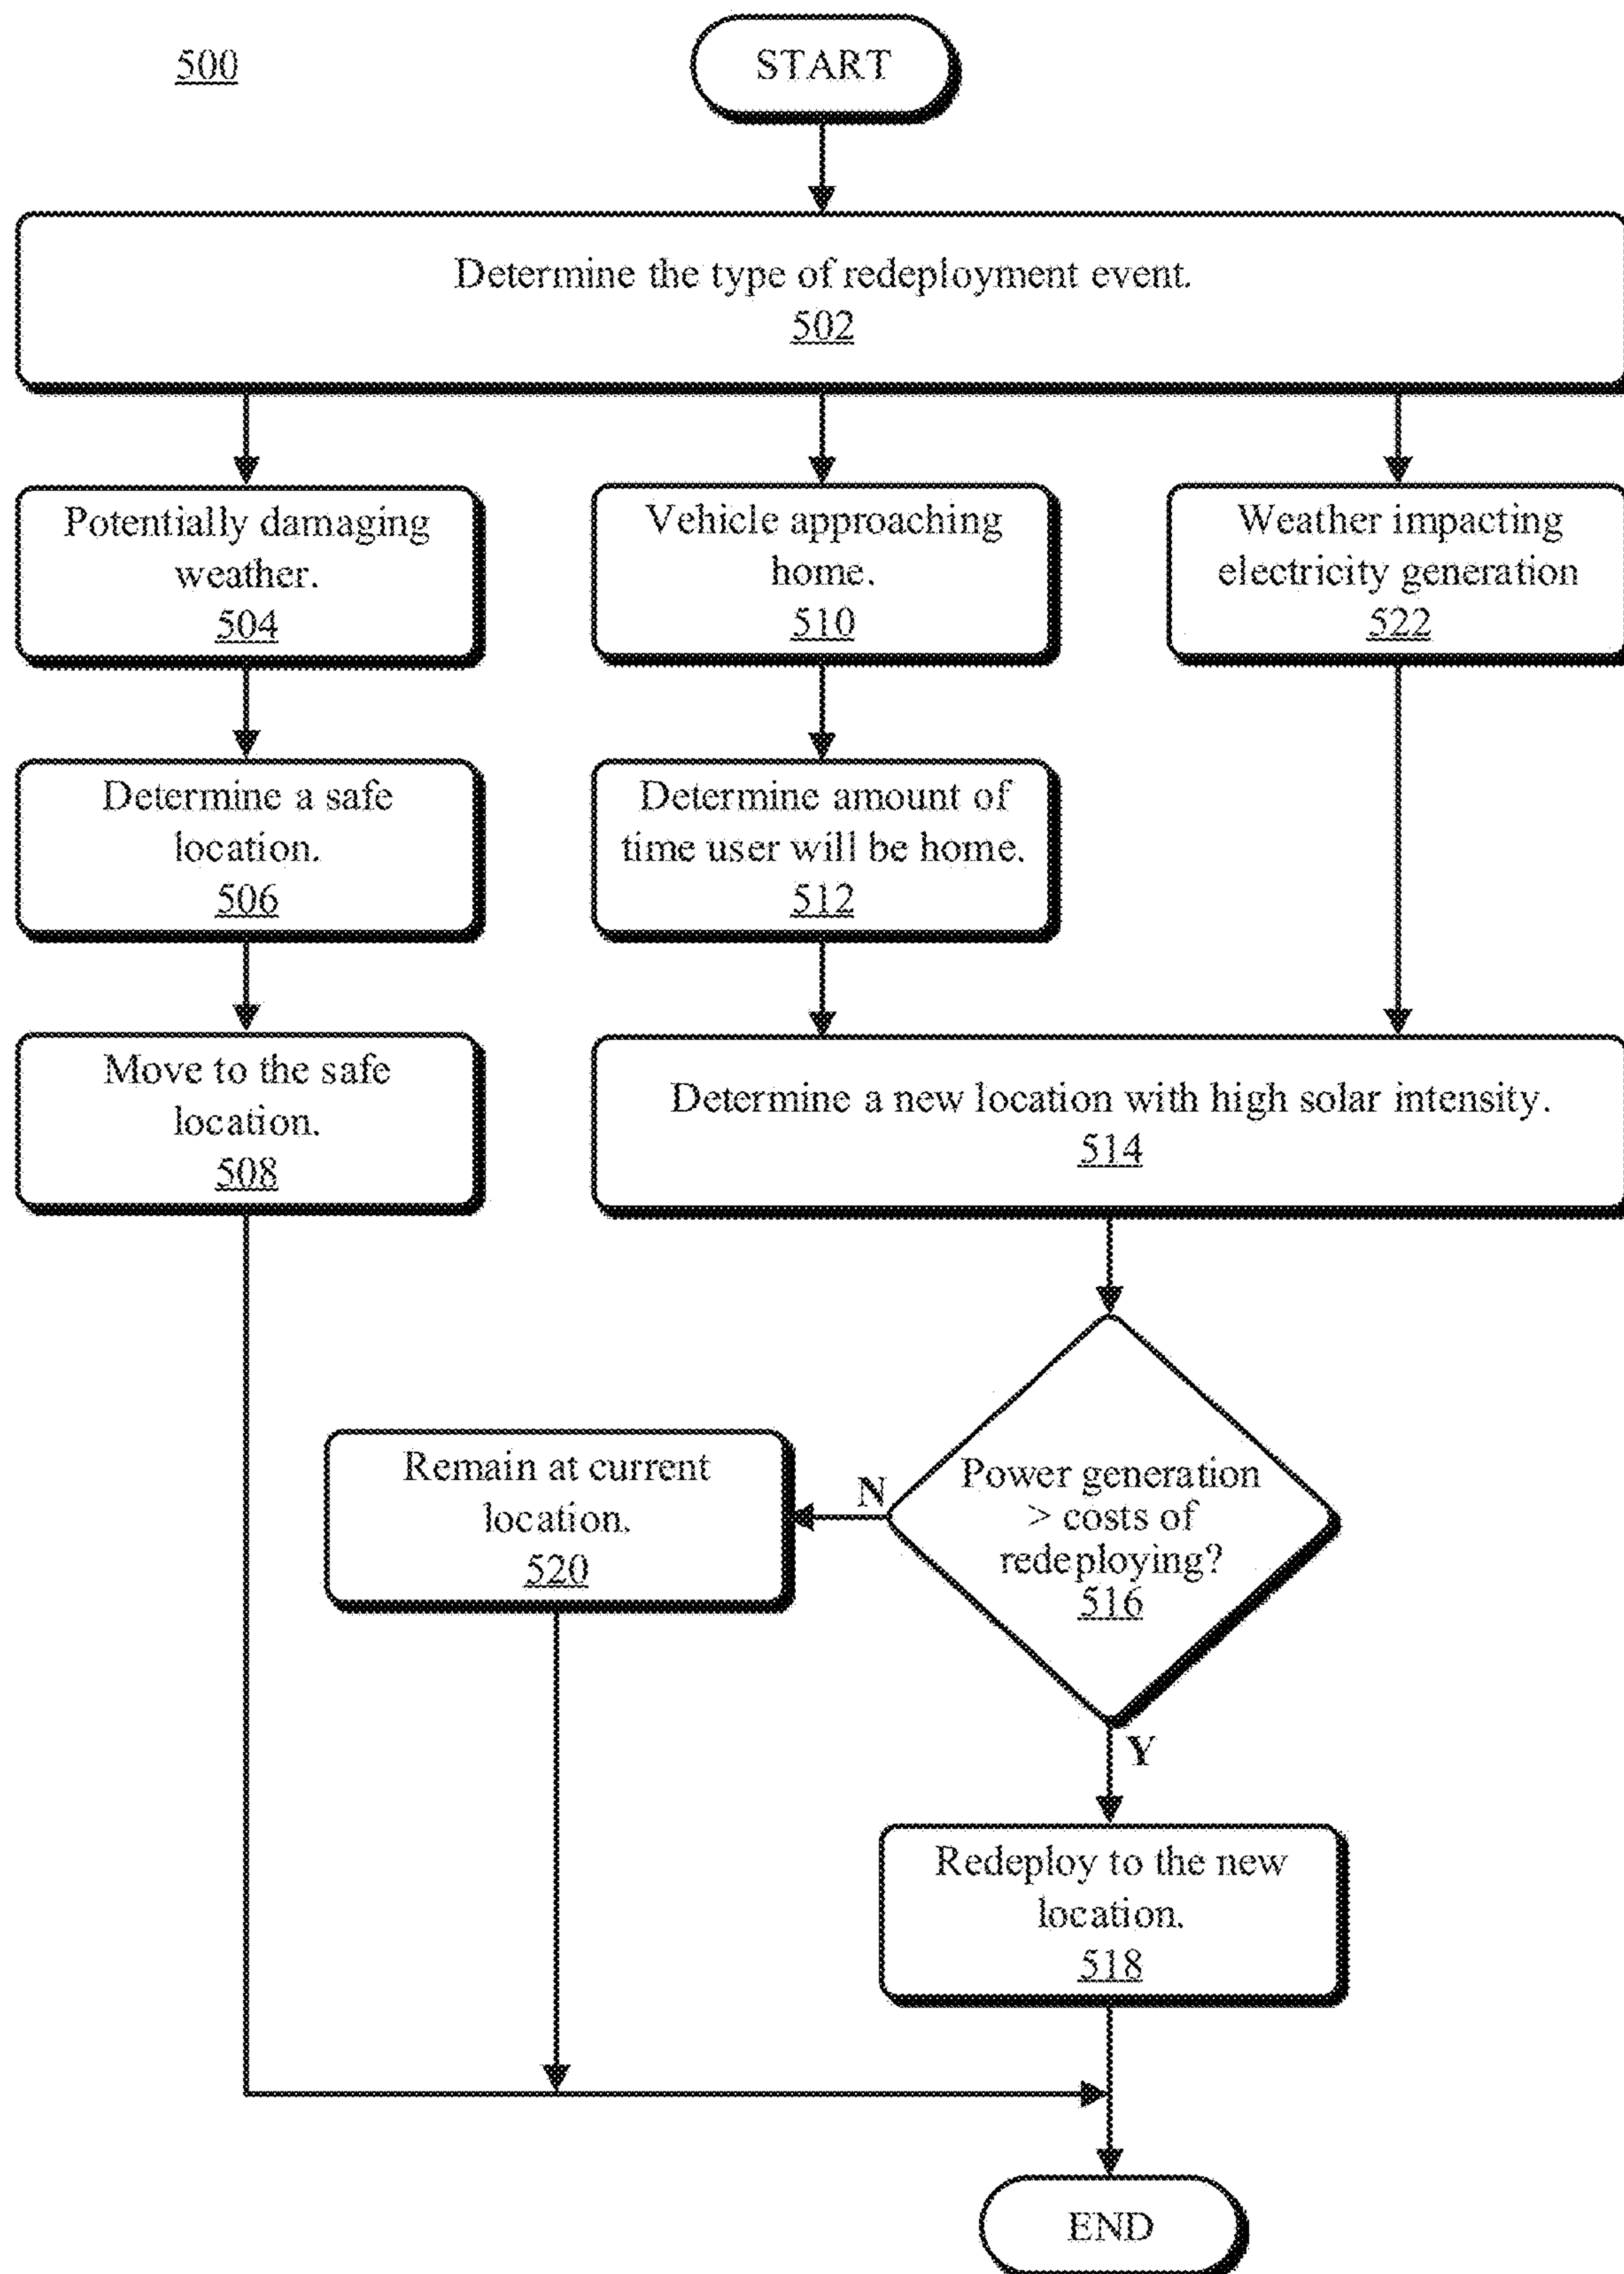 500
START
Determine the type of redeployment event.
502
Potentially damaging
weather.
504
Vehicle approaching
home.
510
Weather impacting
electricity generation
522
Determine a safe
location.
506
Determine amount of
time user will be home.
512
Move to the safe
location.
508
Determine a new location with high solar intensity.
514
Power generation
> costs of
redeploying?
516
N
Remain at current
location.
520
Y
Redeploy to the new
location.
518
END